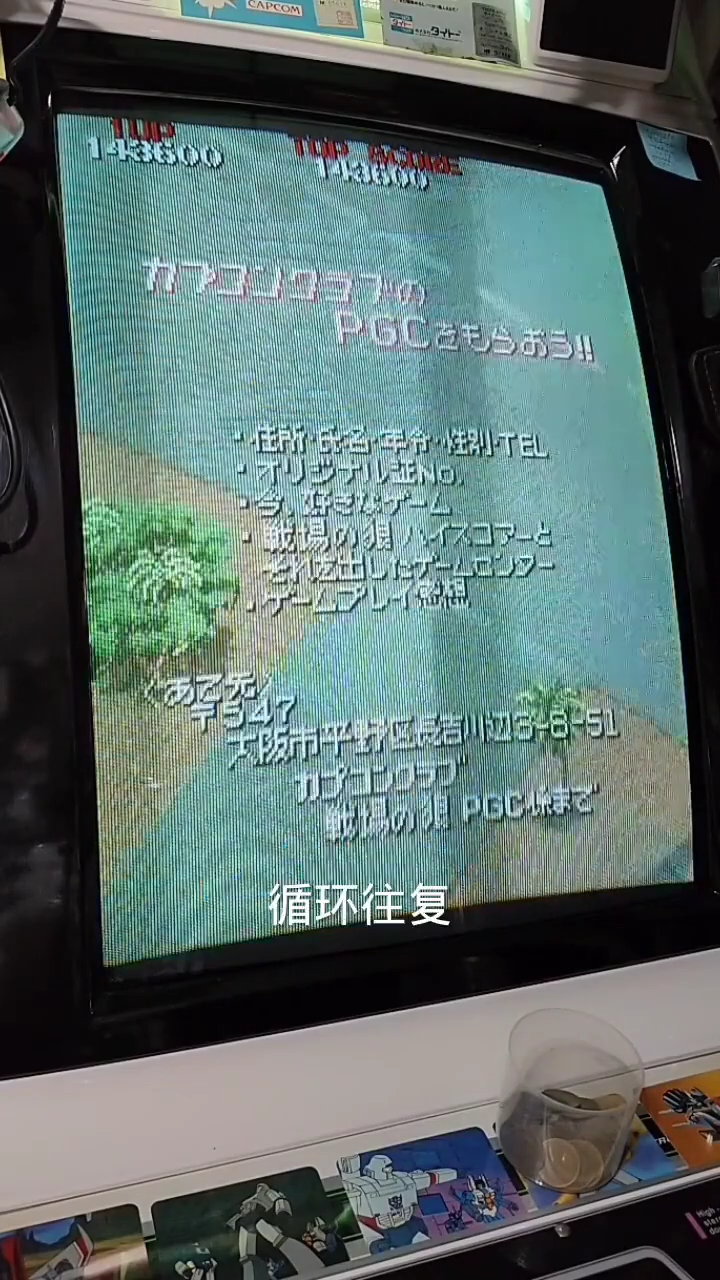 CAPCOM
タイトー
1UP
TOP SCORE
143600
143600
カプコンクラブの
PGCをもらおう!!
・住所・氏名・年令・性別・TEL
・オリジナル証No.
・今、好きなゲーム
・戦場の狼 ハイスコアーと
それを出したゲームセンター
・ゲームプレイ感想
〈あて先〉
〒547
大阪市平野区長吉川辺3-8-51
カプコンクラブ
戦場の狼 PGC係まで
循环往复